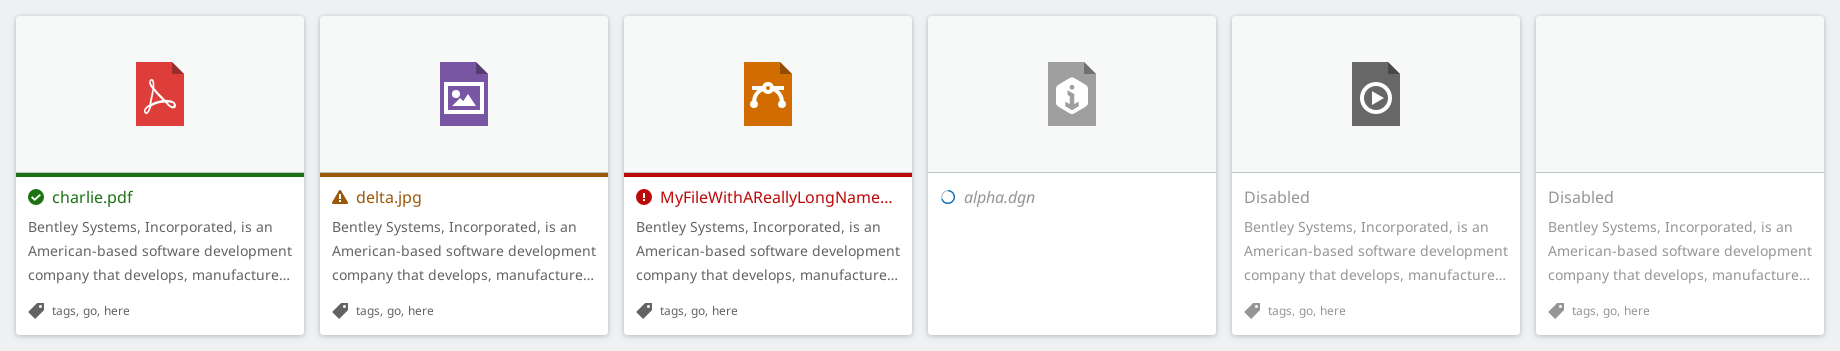 charlie.pdf
Bentley Systems, Incorporated, is an
American-based software development
company that develops, manufacture...
tags, go, here
delta.jpg
Bentley Systems, Incorporated, is an
American-based software development
company that develops, manufacture...
tags, go, here
MyFileWithAReallyLongName...
Bentley Systems, Incorporated, is an
American-based software development
company that develops, manufacture...
tags, go, here
alpha.dgn
Disabled
Bentley Systems, Incorporated, is an
American-based software development
company that develops, manufacture...
tags, go, here
Disabled
Bentley Systems, Incorporated, is an
American-based software development
company that develops, manufacture...
tags, go, here